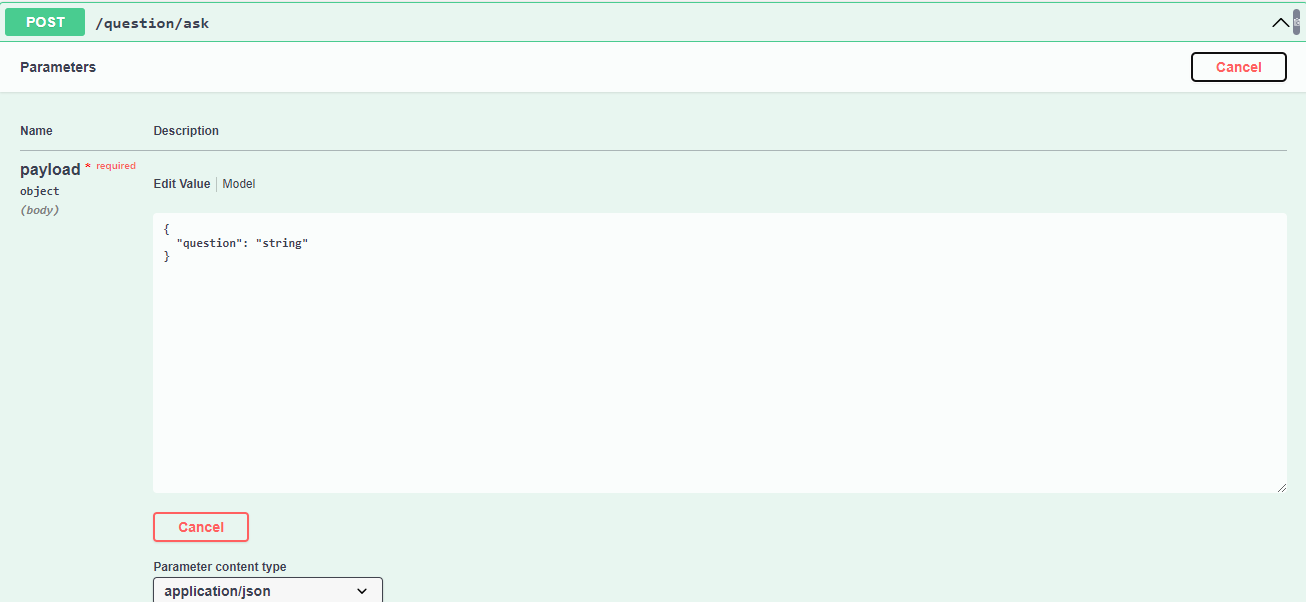 POST /question/ask
Parameters
Cancel
Name Description
payload * required
object
(body)
Edit Value Model
{
"question": "string"
}
Cancel
Parameter content type
application/json